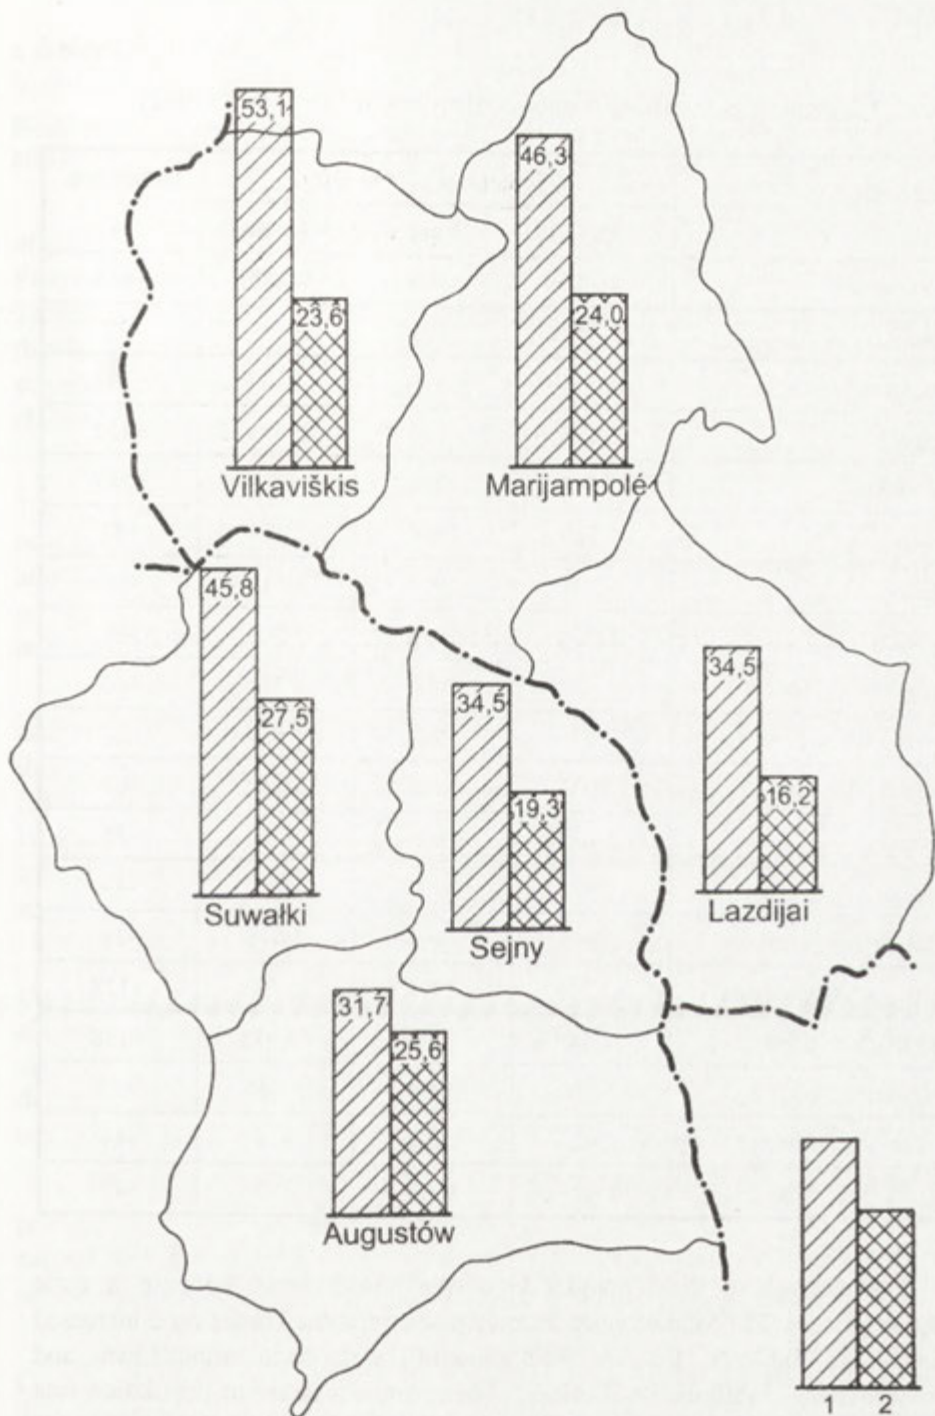 53,1
46,3
23,6
24,0
Vilkaviškis
Marijampolé
45,8
34,5
34,5
27,5
19,3
16,2
Suwałki
Sejny
Lazdijai
31,7
25,6
Augustów
1 2